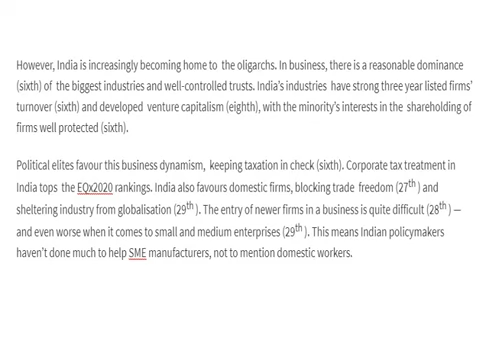 However, India is increasingly becoming home to the oligarchs. In business, there is a reasonable dominance
(sixth) of the biggest industries and well-controlled trusts. India's industries have strong three year listed firms'
turnover (sixth) and developed venture capitalism (eighth), with the minority's interests in the shareholding of
firms well protected (sixth).
Political elites favour this business dynamism, keeping taxation in check (sixth). Corporate tax treatment in
India tops the EQx2020 rankings. India also favours domestic firms, blocking trade freedom (27th) and
sheltering industry from globalisation (29th). The entry of newer firms in a business is quite difficult (28th) —
and even worse when it comes to small and medium enterprises (29th). This means Indian policymakers
haven't done much to help SME manufacturers, not to mention domestic workers.